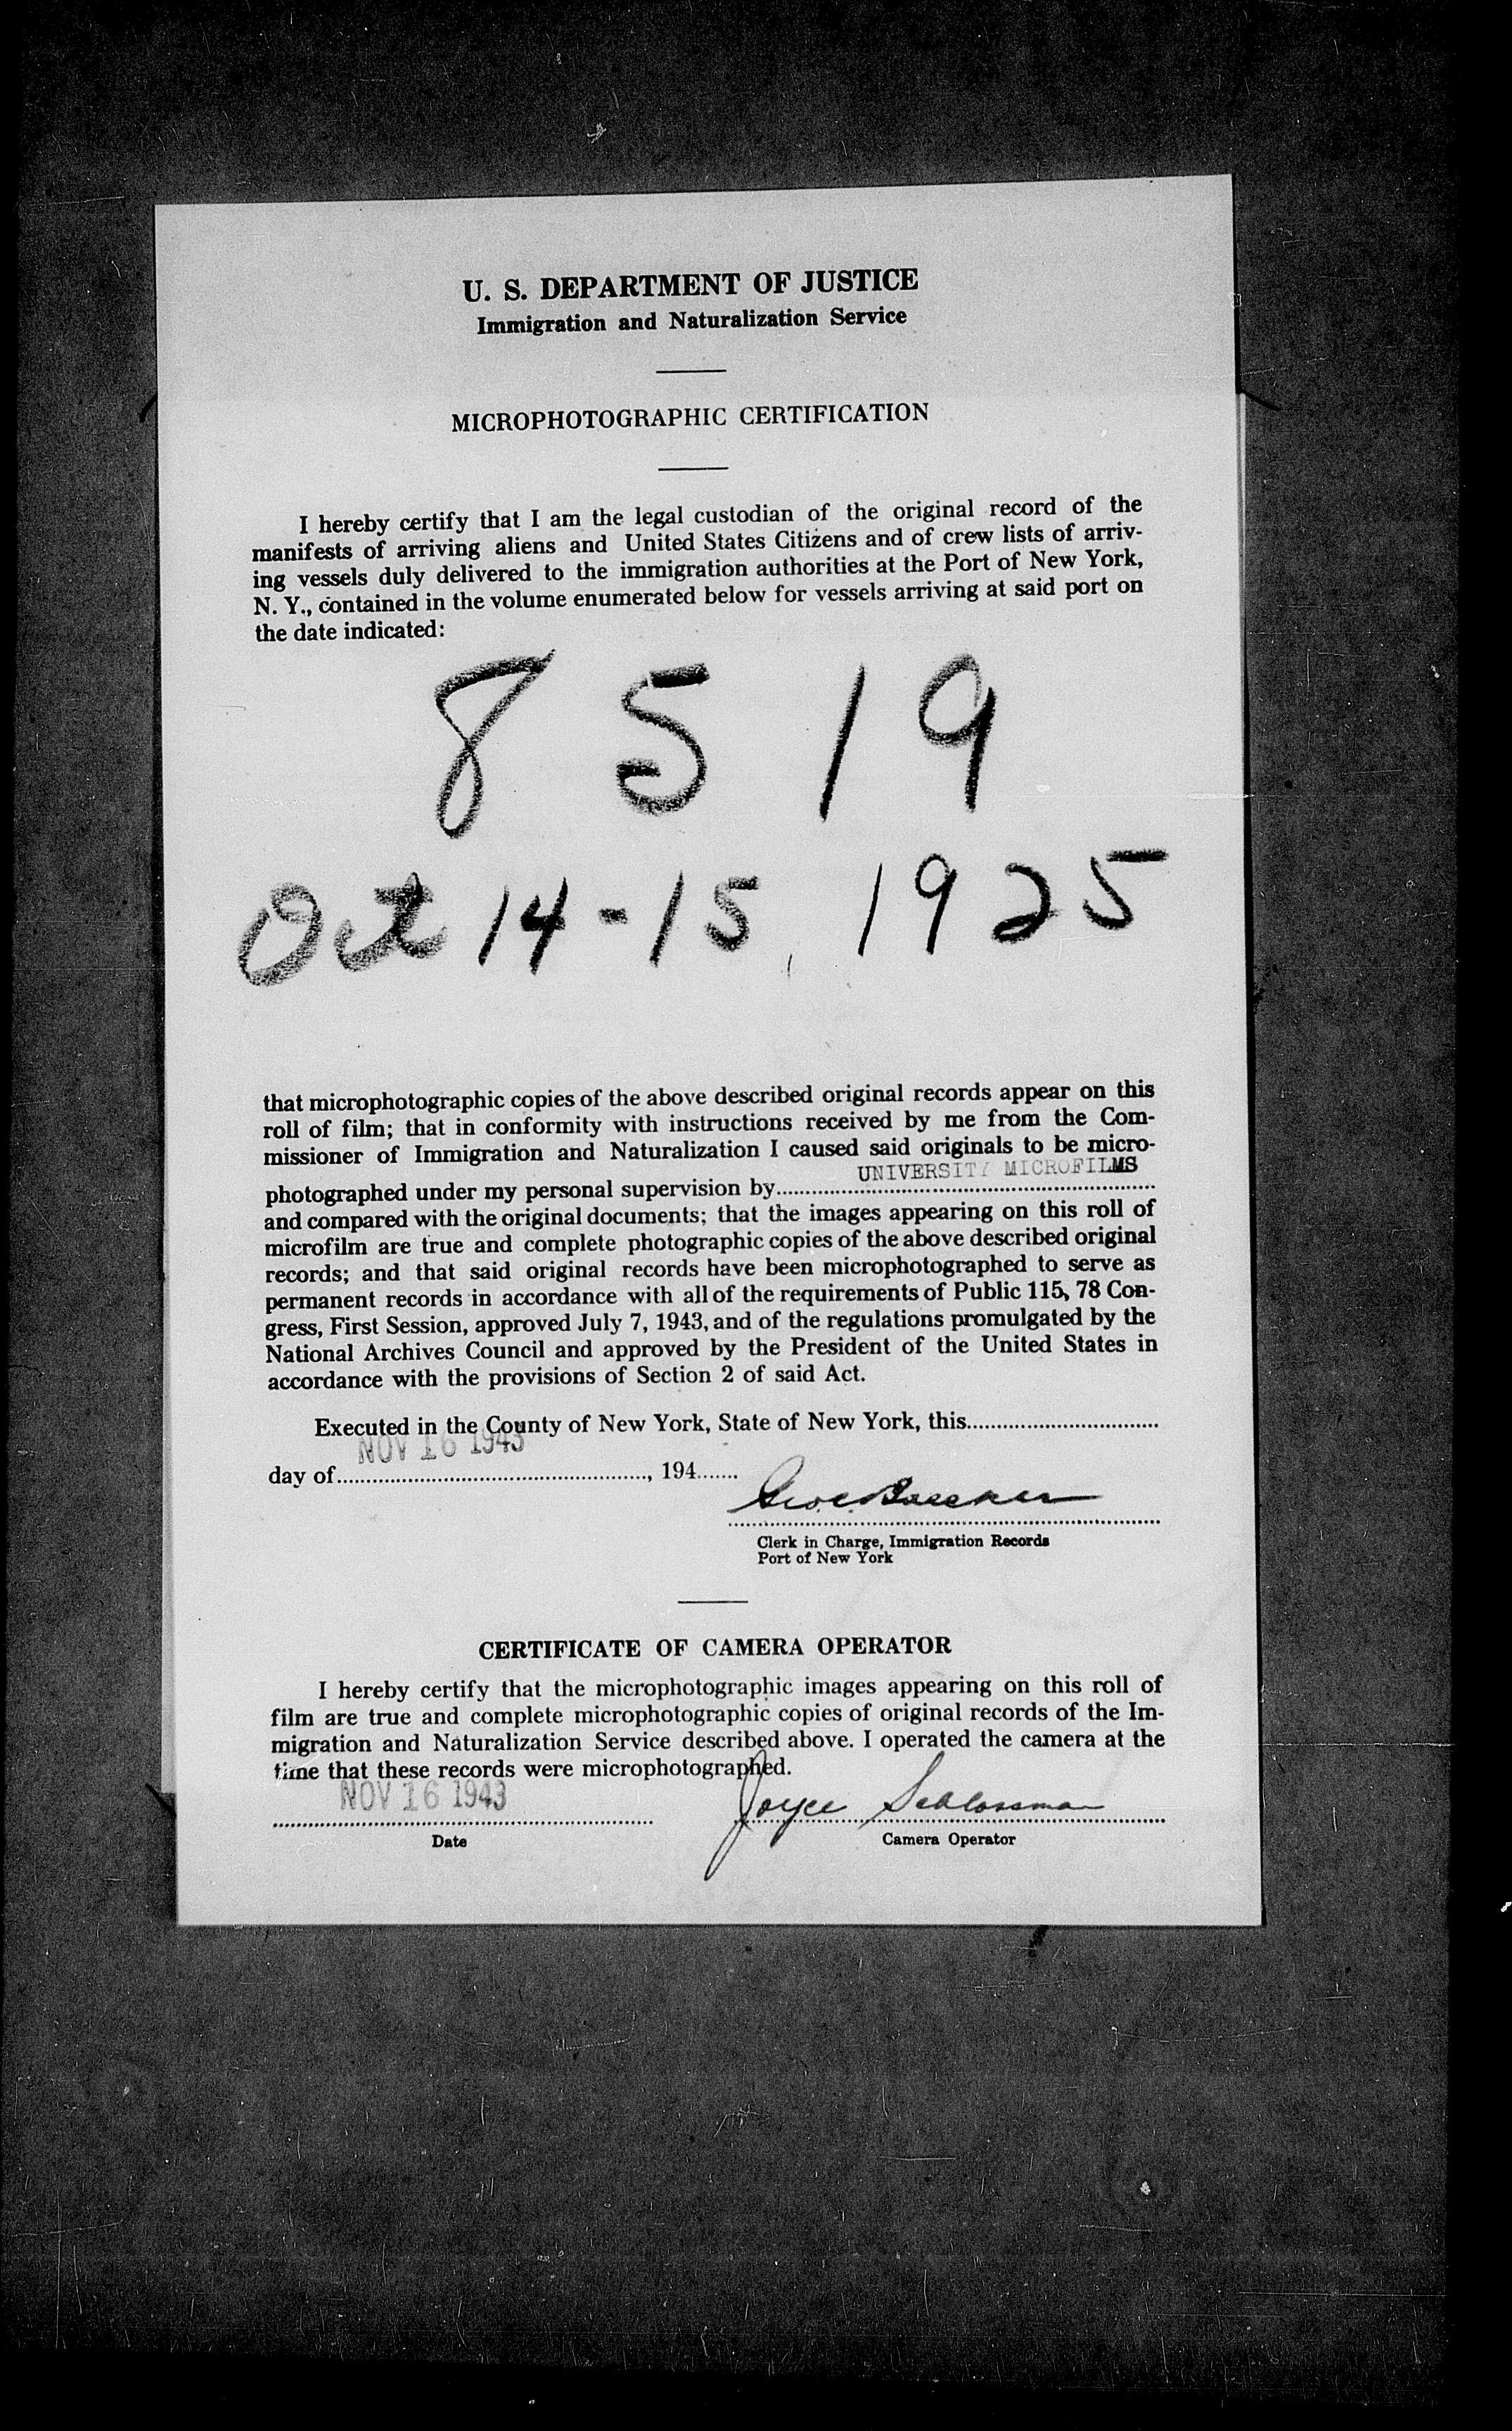 U. S. DEPARTMENT OF JUSTICE
Immigration and Naturalization Service
MICROPHOTOGRAPHIC CERTIFICATION
I hereby certify that I am the legal custodian of the original record of the
manifests of arriving aliens and United States Citizens and of crew lists of arriv-
ing vessels duly delivered to the immigration authorities at the Port of New York,
N. Y., contained in the volume enumerated below for vessels arriving at said port on
the date indicated:
8 5 1 9
Oct 14-15, 1925
that microphotographic copies of the above described original records appear on this
roll of film; that in conformity with instructions received by me from the Com-
missioner of Immigration and Naturalization I caused said originals to be micro-
UNIVERSITY MICROFILMS
photographed under my personal supervision by
and compared with the original documents; that the images appearing on this roll of
microfilm are true and complete photographic copies of the above described original
records; and that said original records have been microphotographed to serve as
permanent records in accordance with all of the requirements of Public 115, 78 Con-
gress, First Session, approved July 7, 1943, and of the regulations promulgated by the
National Archives Council and approved by the President of the United States in
accordance with the provisions of Section 2 of said Act.
Executed in the County of New York, State of New York, this
NOV 16 1943
day of, 194
Clerk in Charge, Immigration Records
Port of New York
CERTIFICATE OF CAMERA OPERATOR
I hereby certify that the microphotographic images appearing on this roll of
film are true and complete microphotographic copies of original records of the Im-
migration and Naturalization Service described above. I operated the camera at the
time that these records were microphotographed.
NOV 16 1943 Joyce Schlossman
Date Camera Operator